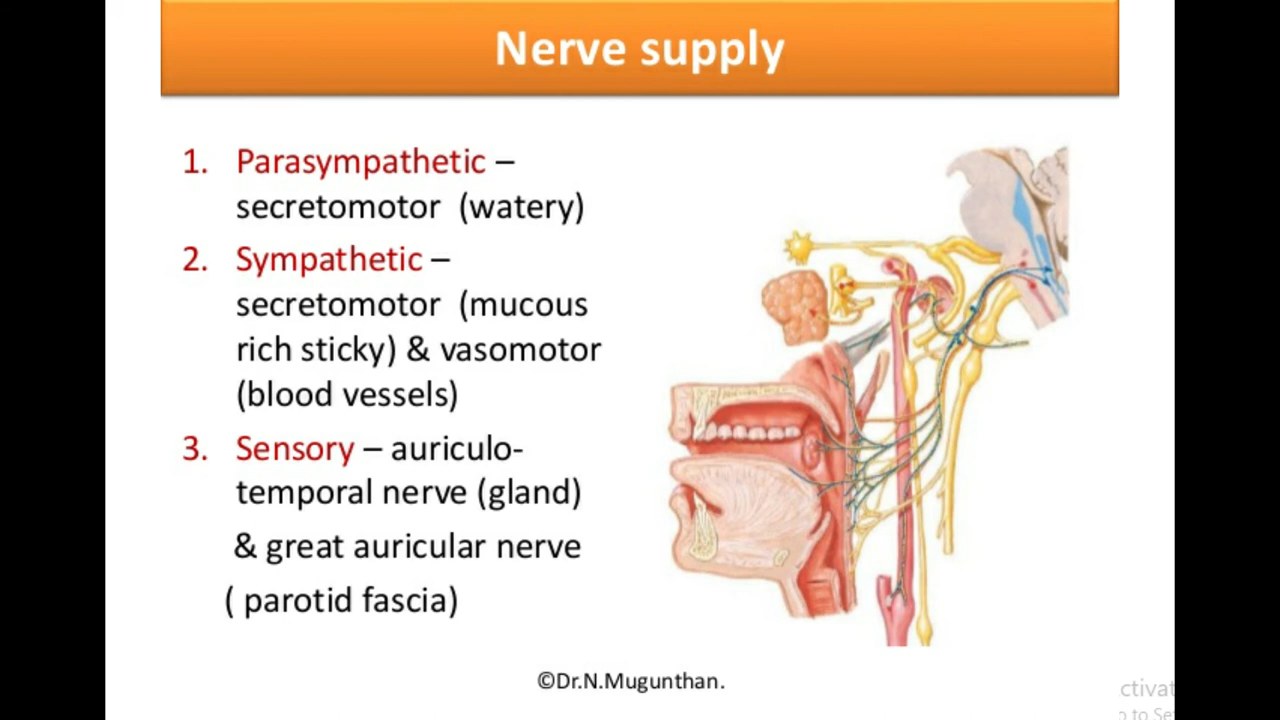 Nerve supply
1. Parasympathetic –
secretomotor (watery)
2. Sympathetic –
secretomotor (mucous
rich sticky) & vasomotor
(blood vessels)
3. Sensory – auriculo-
temporal nerve (gland)
& great auricular nerve
( parotid fascia)
©Dr.N.Mugunthan.